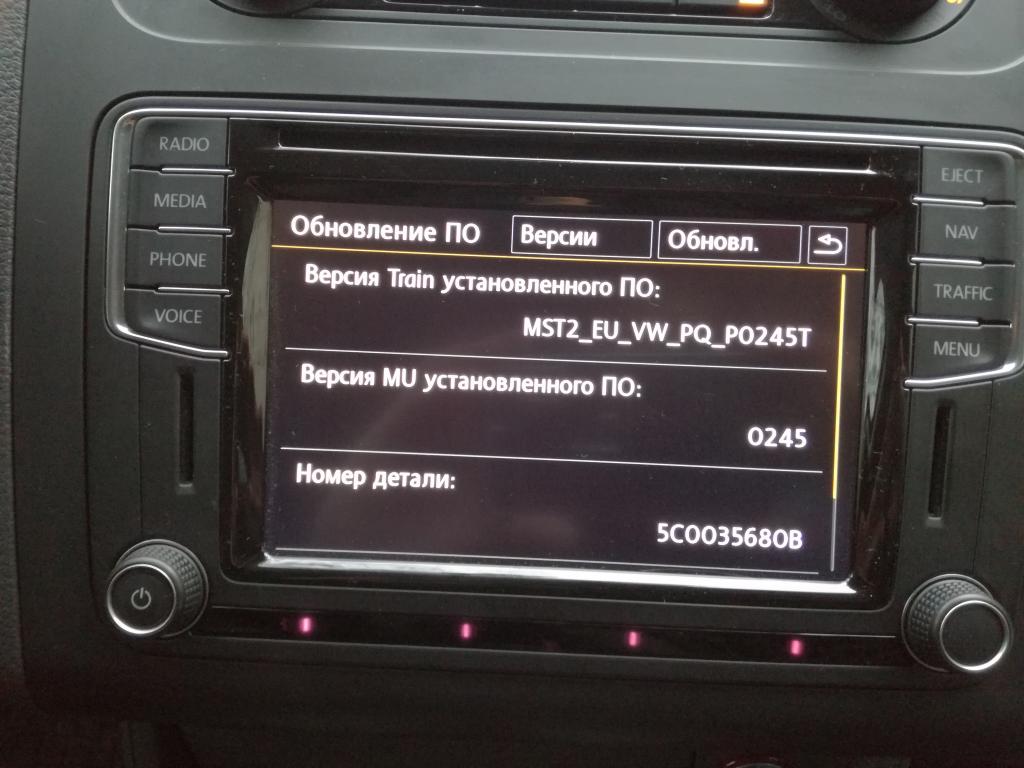 RADIO
MEDIA
PHONE
VOICE
EJECT
NAV
TRAFFIC
MENU
Обновление ПО Версии Обновл.
Версия Train установленного ПО:
MST2_EU_VW_PQ_P0245T
Версия MU установленного ПО:
0245
Номер детали:
5C0035680B